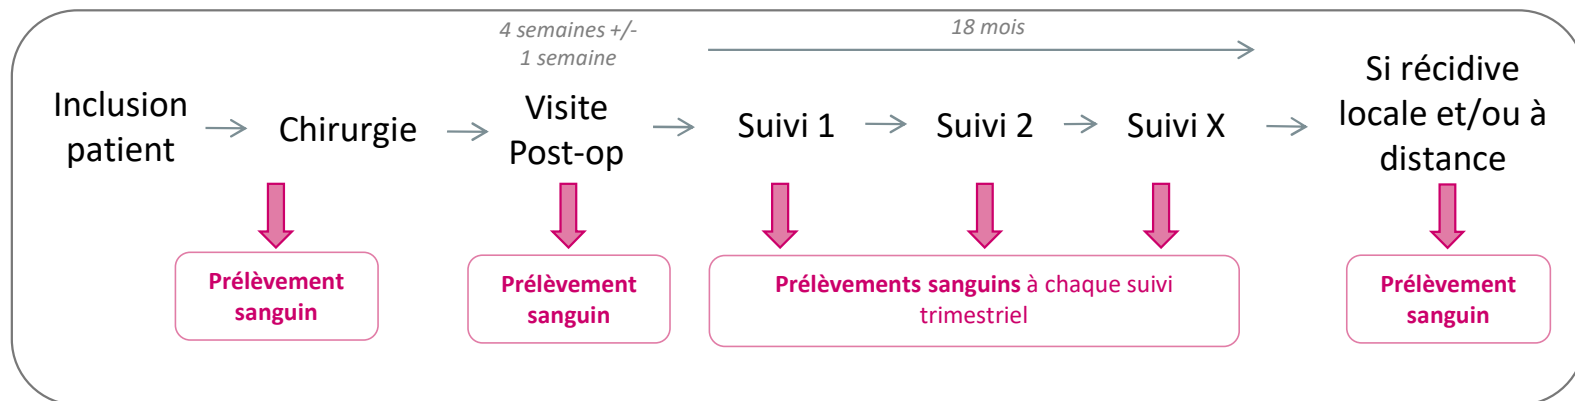 4 semaines +/-
1 semaine
18 mois
Inclusion
patient
Chirurgie
Visite
Post-op
Suivi 1
Suivi 2
Suivi X
Si récidive
locale et/ou à
distance
Prélèvement
sanguin
Prélèvement
sanguin
Prélèvements sanguins à chaque suivi
trimestriel
Prélèvement
sanguin